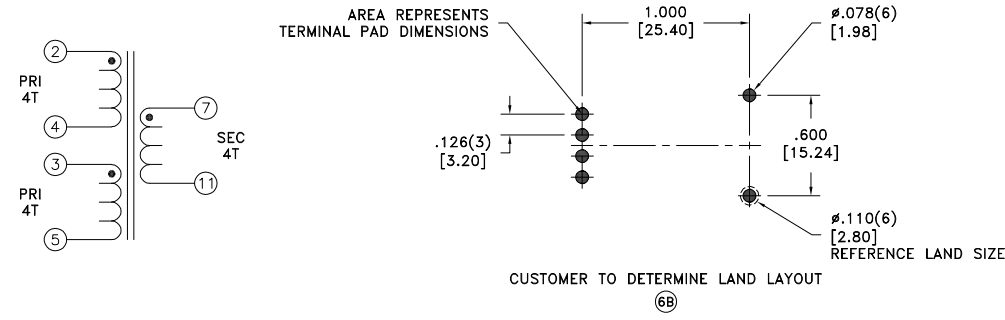 2
PRI
4T
4
3
PRI
4T
5
7
SEC
4T
11
AREA REPRESENTS
TERMINAL PAD DIMENSIONS
1.000
[25.40]
ø.078(6)
[1.98]
.126(3)
[3.20]
.600
[15.24]
ø.110(6)
[2.80]
REFERENCE LAND SIZE
CUSTOMER TO DETERMINE LAND LAYOUT
6B